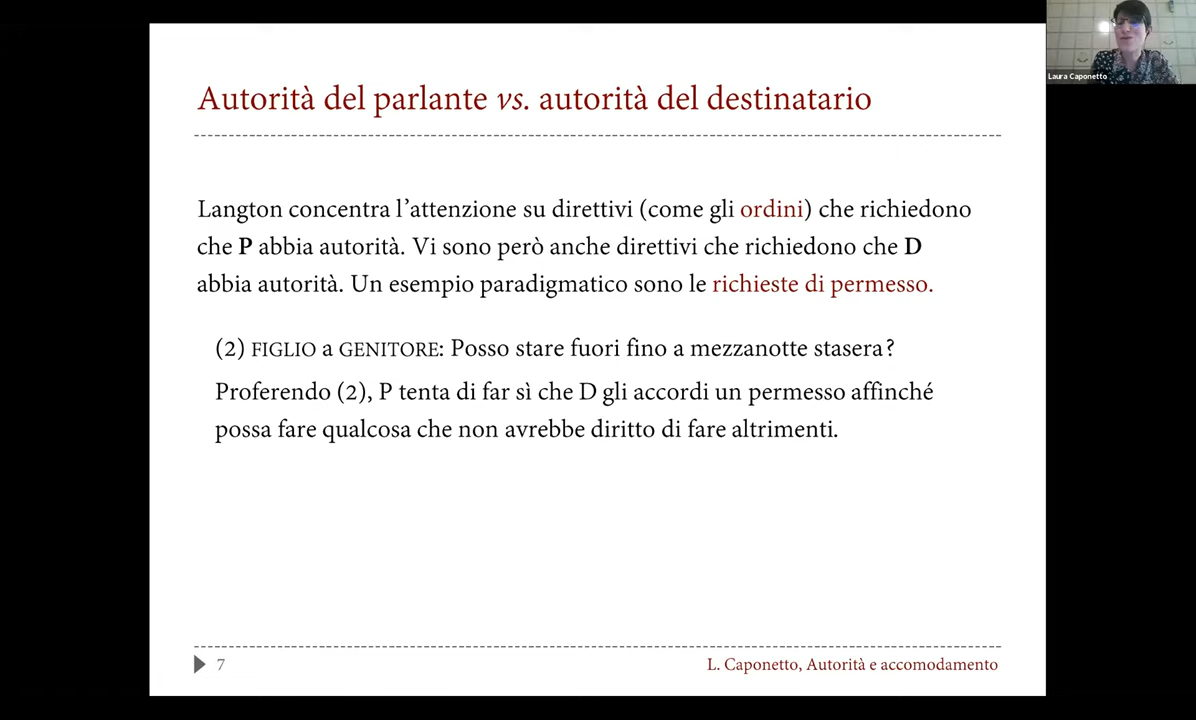 Laura Caponetto
Autorità del parlante vs. autorità del destinatario
Langton concentra l’attenzione su direttivi (come gli ordini) che richiedono
che P abbia autorità. Vi sono però anche direttivi che richiedono che D
abbia autorità. Un esempio paradigmatico sono le richieste di permesso.
(2) FIGLIO a GENITORE: Posso stare fuori fino a mezzanotte stasera?
Proferendo (2), P tenta di far sì che D gli accordi un permesso affinché
possa fare qualcosa che non avrebbe diritto di fare altrimenti.
7
L. Caponetto, Autorità e accomodamento